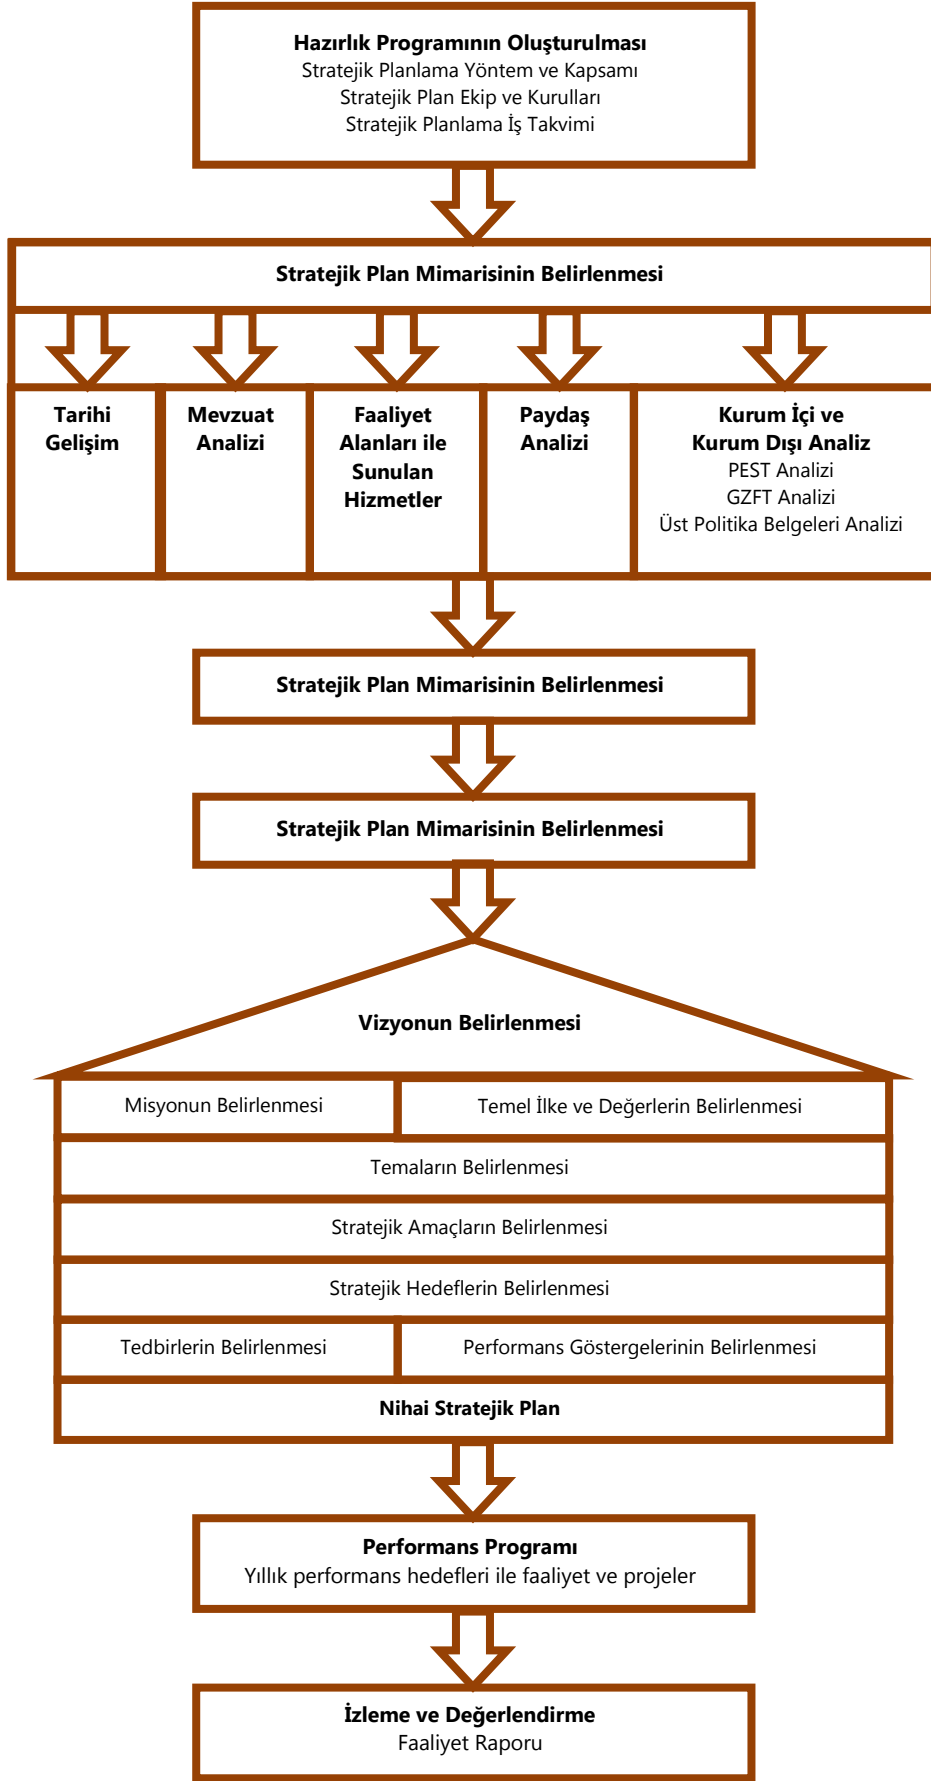 Hazırlık Programının Oluşturulması
Stratejik Planlama Yöntem ve Kapsamı
Stratejik Plan Ekip ve Kurulları
Stratejik Planlama İş Takvimi
Stratejik Plan Mimarisinin Belirlenmesi
Tarihi
Gelişim
Mevzuat
Analizi
Faaliyet
Alanları ile
Sunulan
Hizmetler
Paydaş
Analizi
Kurum İçi ve
Kurum Dışı Analiz
PEST Analizi
GZFT Analizi
Üst Politika Belgeleri Analizi
Stratejik Plan Mimarisinin Belirlenmesi
Stratejik Plan Mimarisinin Belirlenmesi
Vizyonun Belirlenmesi
Misyonun Belirlenmesi
Temel İlke ve Değerlerin Belirlenmesi
Temaların Belirlenmesi
Stratejik Amaçların Belirlenmesi
Stratejik Hedeflerin Belirlenmesi
Tedbirlerin Belirlenmesi
Performans Göstergelerinin Belirlenmesi
Nihai Stratejik Plan
Performans Programı
Yıllık performans hedefleri ile faaliyet ve projeler
İzleme ve Değerlendirme
Faaliyet Raporu